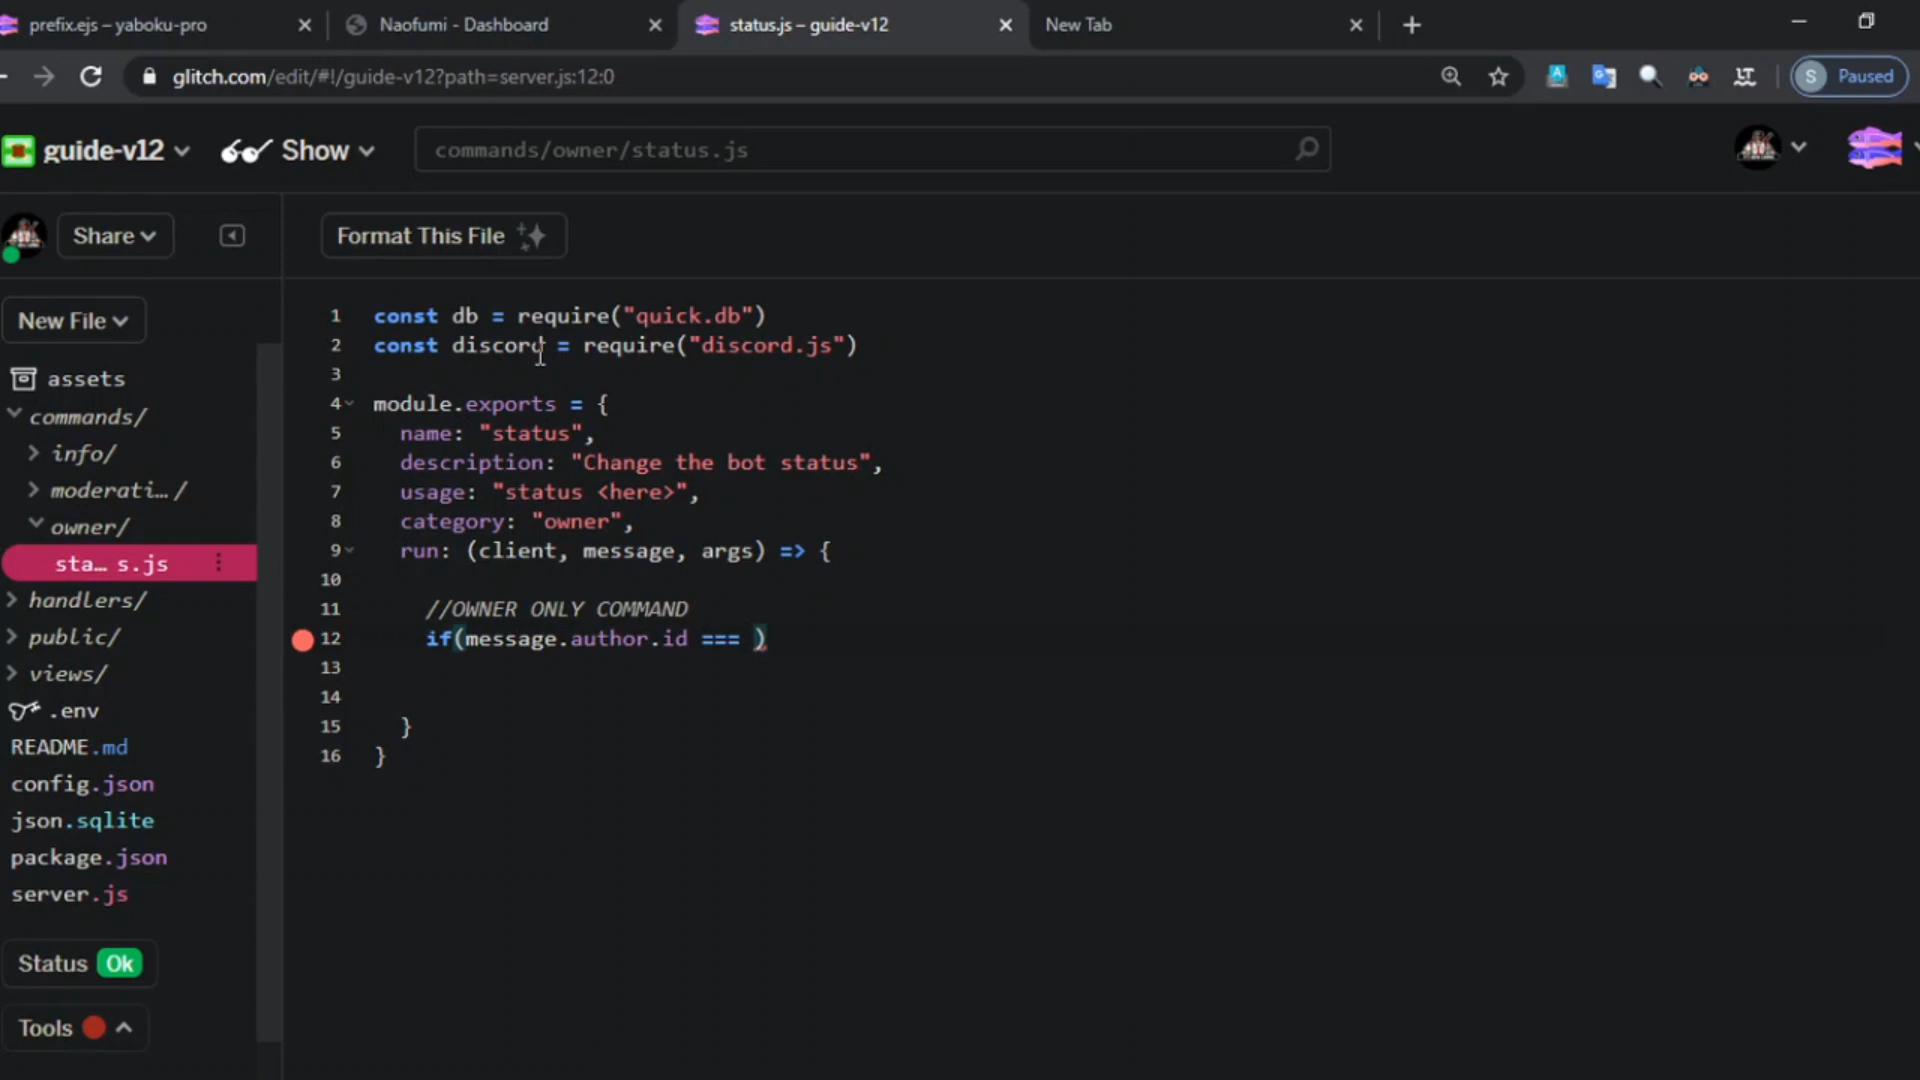 prefix.ejs – yaboku-pro
Naofumi - Dashboard
status.js – guide-v12
New Tab
glitch.com/edit/#!/guide-v12?path=server.js:12:0
S Paused
guide-v12
Show
commands/owner/status.js
Share
Format This File
New File
assets
commands/
info/
moderati… /
owner/
sta… s.js
handlers/
public/
views/
.env
README.md
config.json
json.sqlite
package.json
server.js
Status Ok
Tools
1 const db = require("quick.db")
2 const discord = require("discord.js")
3
4 module.exports = {
5 name: "status",
6 description: "Change the bot status",
7 usage: "status <here>",
8 category: "owner",
9 run: (client, message, args) => {
10
11 //OWNER ONLY COMMAND
12 if(message.author.id === )
13
14
15 }
16 }